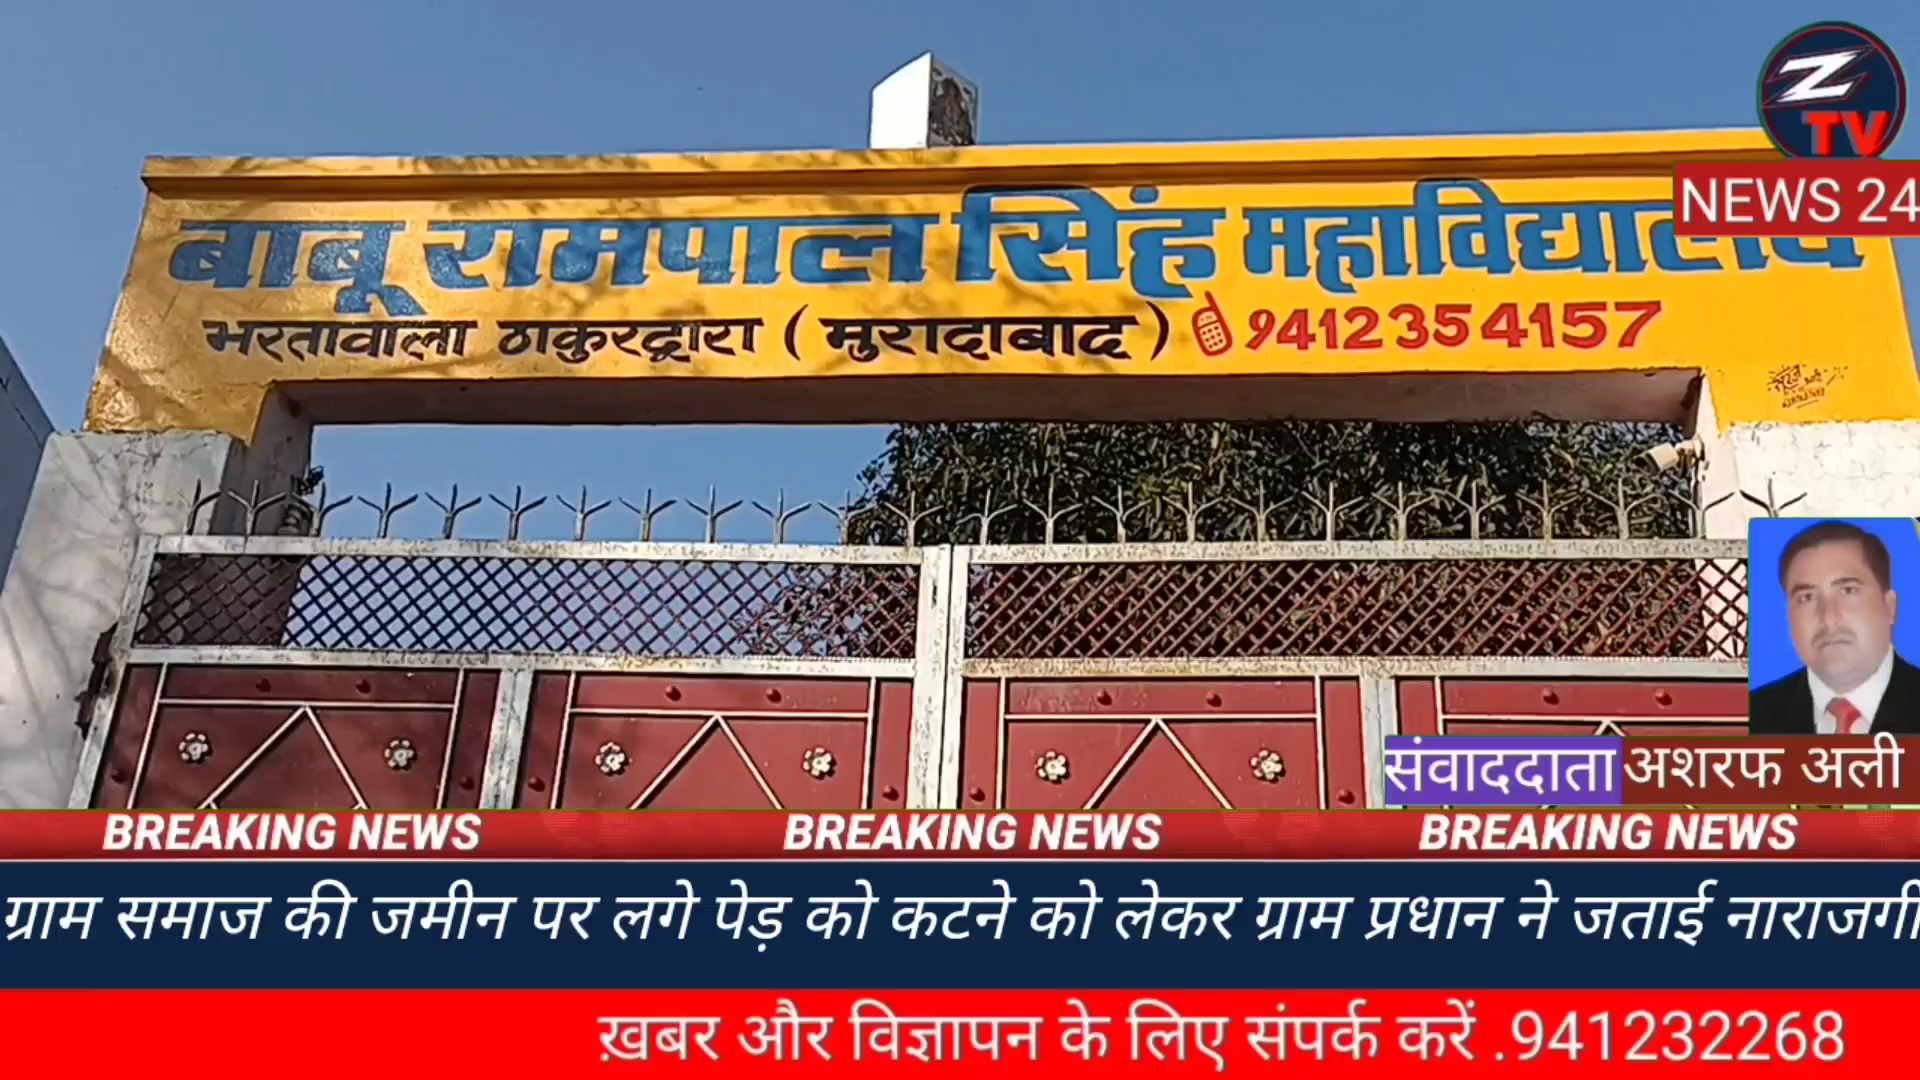 Z TV
NEWS 24
बाबू रामपाल सिंह महाविद्यालय
भरतावाला ठाकुरद्वारा (मुरादाबाद) 9412354157
संवाददाता अशरफ अली
BREAKING NEWS BREAKING NEWS BREAKING NEWS
ग्राम समाज की जमीन पर लगे पेड़ को कटने को लेकर ग्राम प्रधान ने जताई नाराजगी
ख़बर और विज्ञापन के लिए संपर्क करें .941232268